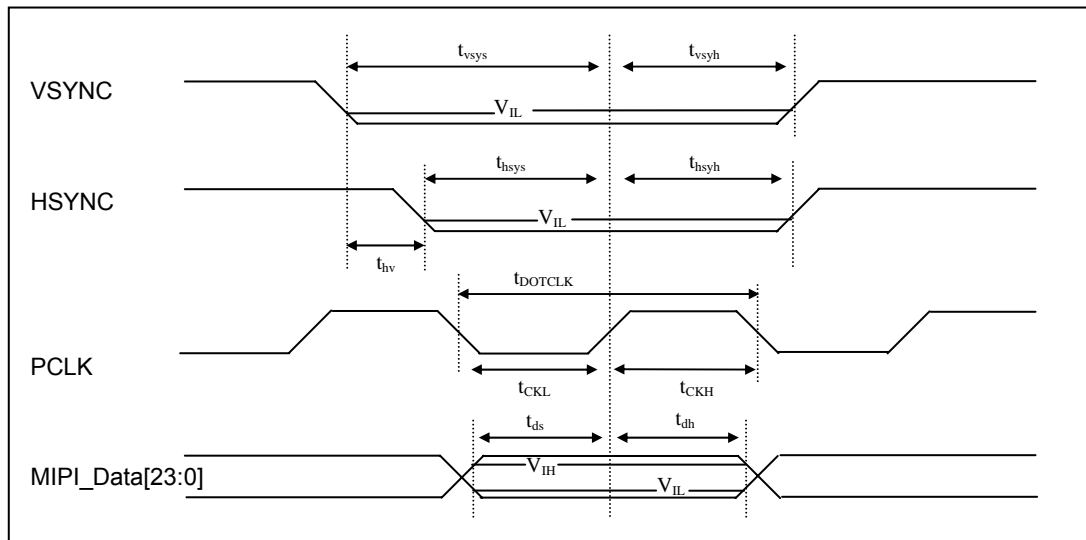 t_vsys t_vsyh
VSYNC
V_IL
t_hsys t_hsyh
HSYNC
V_IL
t_hv
t_DOTCLK
PCLK
t_CKL t_CKH
t_ds t_dh
V_IH
MIPI_Data[23:0]
V_IL